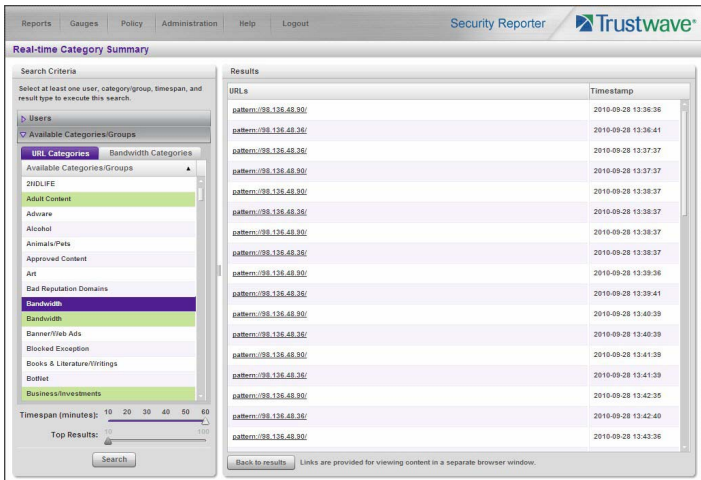 Reports Gauges Policy Administration Help Logout
Security Reporter
Trustwave®
Real-time Category Summary
Search Criteria
Select at least one user, category/group, timespan, and
result type to execute this search.
Users
Available Categories/Groups
URL Categories Bandwidth Categories
Available Categories/Groups
2NDLIFE
Adult Content
Adware
Alcohol
Animals/Pets
Approved Content
Art
Bad Reputation Domains
Bandwidth
Bandwidth
Banner/Web Ads
Blocked Exception
Books & Literature/Writings
BotNet
Business/Investments
Timespan (minutes): 10 20 30 40 50 60
Top Results: 10 100
Search
Results
URLs Timestamp
pattern://98.136.48.90/ 2010-09-28 13:36:36
pattern://98.136.48.36/ 2010-09-28 13:36:41
pattern://98.136.48.36/ 2010-09-28 13:37:37
pattern://98.136.48.90/ 2010-09-28 13:37:37
pattern://98.136.48.90/ 2010-09-28 13:38:37
pattern://98.136.48.36/ 2010-09-28 13:38:37
pattern://98.136.48.90/ 2010-09-28 13:38:37
pattern://98.136.48.36/ 2010-09-28 13:38:37
pattern://98.136.48.90/ 2010-09-28 13:39:36
pattern://98.136.48.36/ 2010-09-28 13:39:41
pattern://98.136.48.90/ 2010-09-28 13:40:39
pattern://98.136.48.36/ 2010-09-28 13:40:39
pattern://98.136.48.90/ 2010-09-28 13:41:39
pattern://98.136.48.36/ 2010-09-28 13:41:39
pattern://98.136.48.90/ 2010-09-28 13:42:35
pattern://98.136.48.36/ 2010-09-28 13:42:40
pattern://98.136.48.90/ 2010-09-28 13:43:36
Back to results Links are provided for viewing content in a separate browser window.